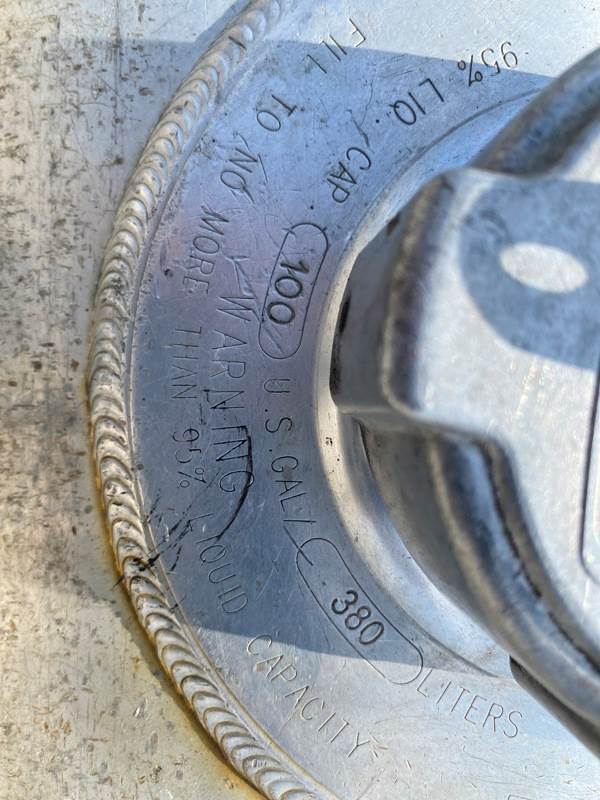 95% LIQ. CAP 100 U.S.GAL/ 380 LITERS
WARNING
FILL TO NO MORE THAN 95% LIQUID CAPACITY